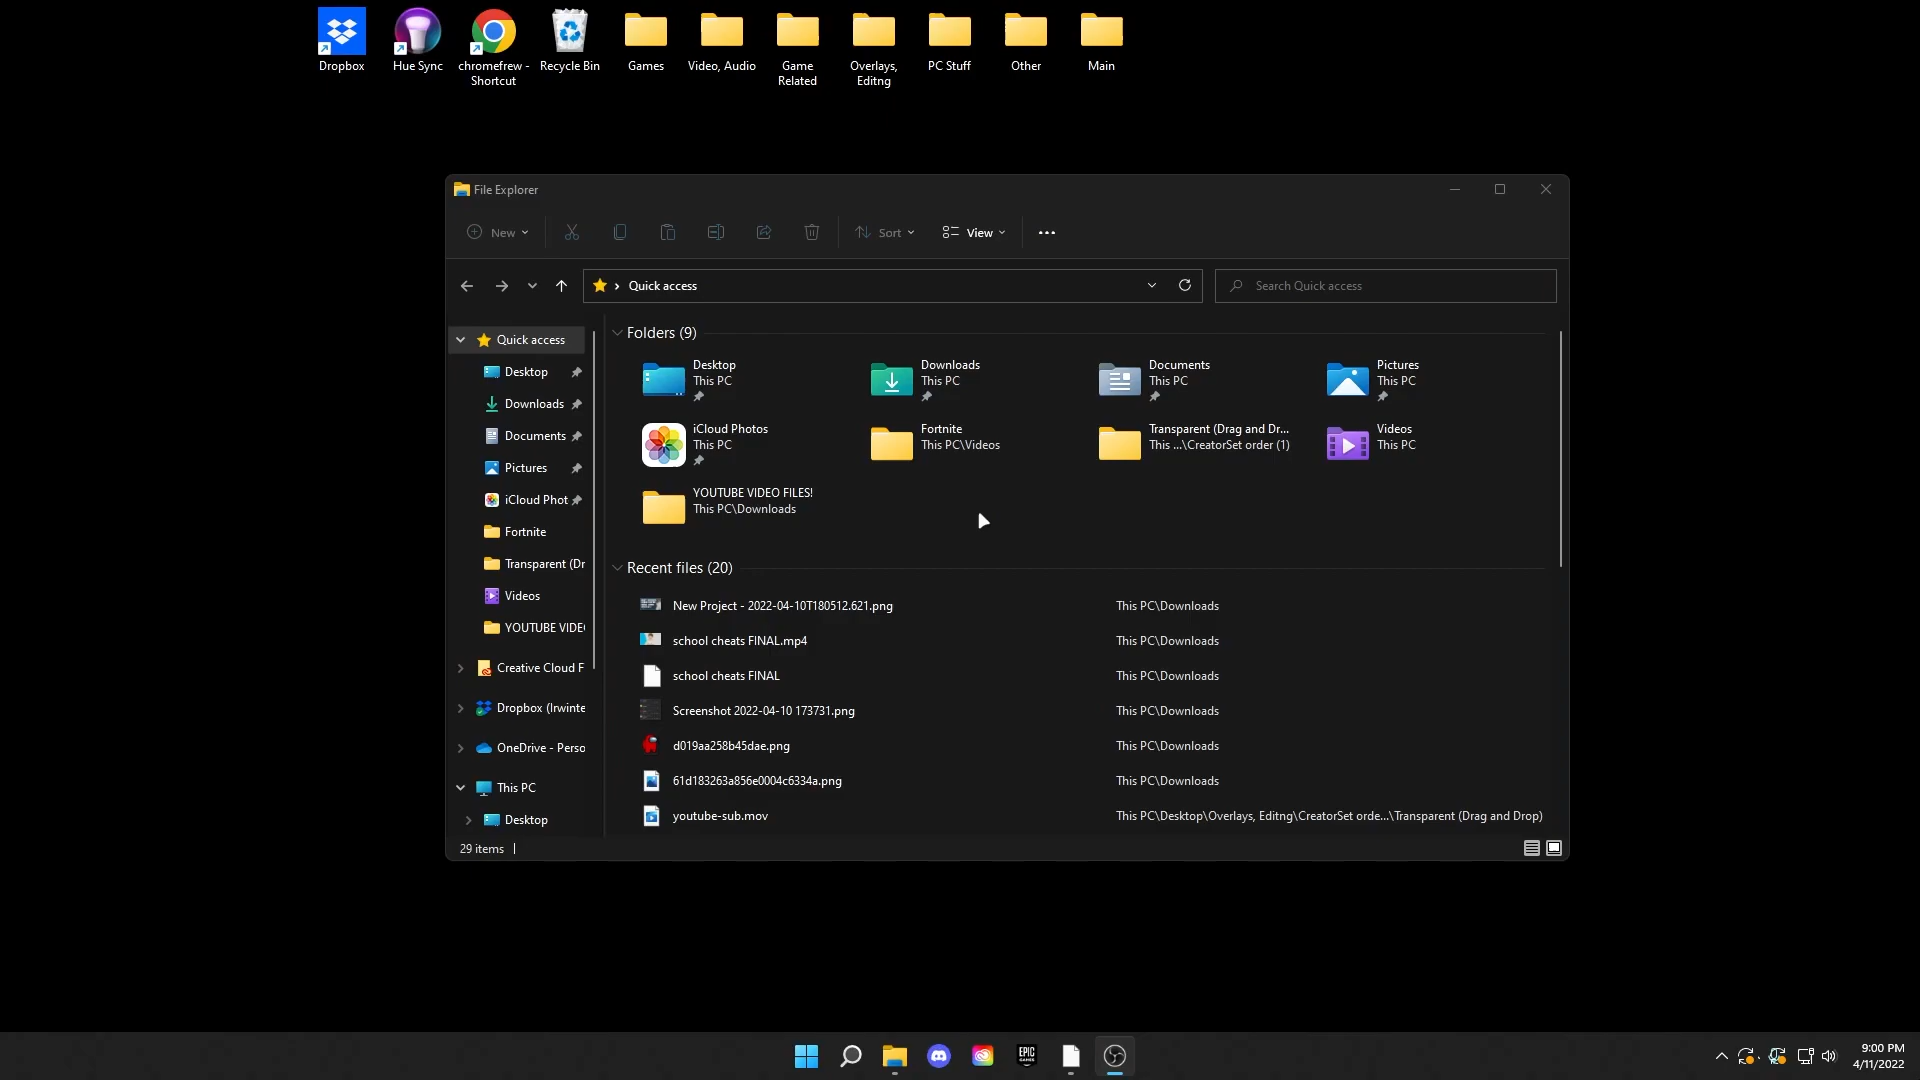 Dropbox
Hue Sync
chromefrew -
Shortcut
Recycle Bin
Games
Video, Audio
Game
Related
Overlays,
Editng
PC Stuff
Other
Main
File Explorer
New
Sort
View
Quick access
Search Quick access
Quick access
Desktop
Downloads
Documents
Pictures
iCloud Phot
Fortnite
Transparent (Dr
Videos
YOUTUBE VIDE
Creative Cloud F
Dropbox (Irwinte
OneDrive - Perso
This PC
Desktop
Folders (9)
Desktop
This PC
Downloads
This PC
Documents
This PC
Pictures
This PC
iCloud Photos
This PC
Fortnite
This PC\Videos
Transparent (Drag and Dr...
This ...\CreatorSet order (1)
Videos
This PC
YOUTUBE VIDEO FILES!
This PC\Downloads
Recent files (20)
New Project - 2022-04-10T180512.621.png This PC\Downloads
school cheats FINAL.mp4 This PC\Downloads
school cheats FINAL This PC\Downloads
Screenshot 2022-04-10 173731.png This PC\Downloads
d019aa258b45dae.png This PC\Downloads
61d183263a856e0004c6334a.png This PC\Downloads
youtube-sub.mov This PC\Desktop\Overlays, Editng\CreatorSet orde...\Transparent (Drag and Drop)
29 items
EPIC
GAMES
9:00 PM
4/11/2022